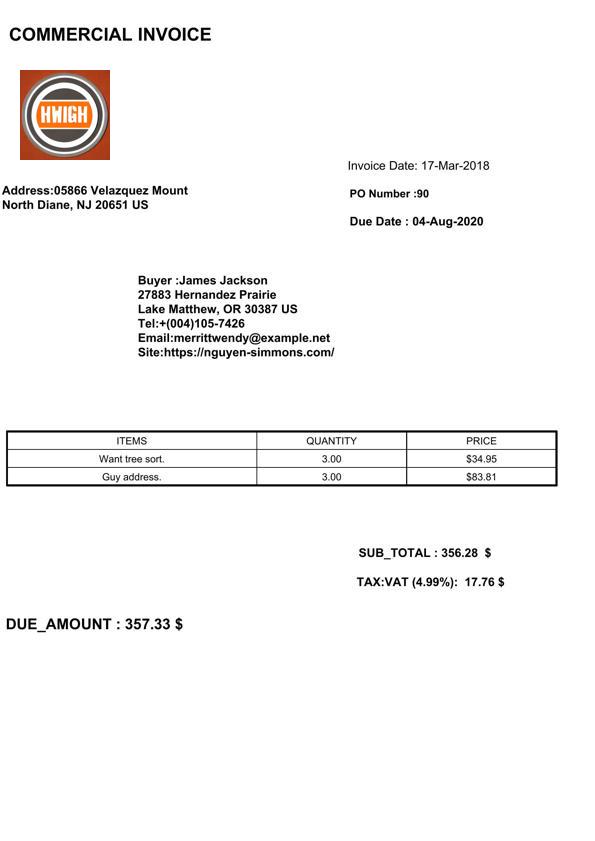 COMMERCIAL INVOICE
HWIGH
Invoice Date: 17-Mar-2018
Address:05866 Velazquez Mount
North Diane, NJ 20651 US
PO Number :90
Due Date : 04-Aug-2020
Buyer :James Jackson
27883 Hernandez Prairie
Lake Matthew, OR 30387 US
Tel:+(004)105-7426
Email:merrittwendy@example.net
Site:https://nguyen-simmons.com/
ITEMS QUANTITY PRICE
Want tree sort. 3.00 $34.95
Guy address. 3.00 $83.81
SUB_TOTAL : 356.28 $
TAX:VAT (4.99%): 17.76 $
DUE_AMOUNT : 357.33 $